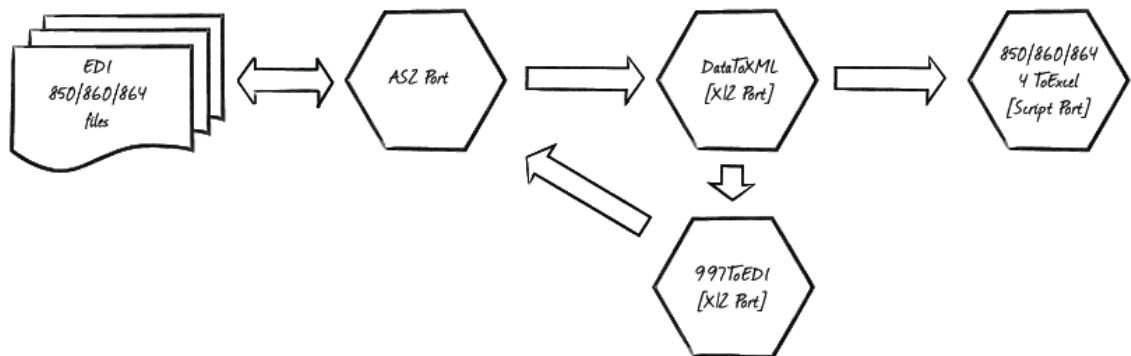 EDI
850/860/864
files
AS2 Port
DataToXML
[X12 Port]
850/860/864
4 ToExcel
[Script Port]
997ToEDI
[X12 Port]